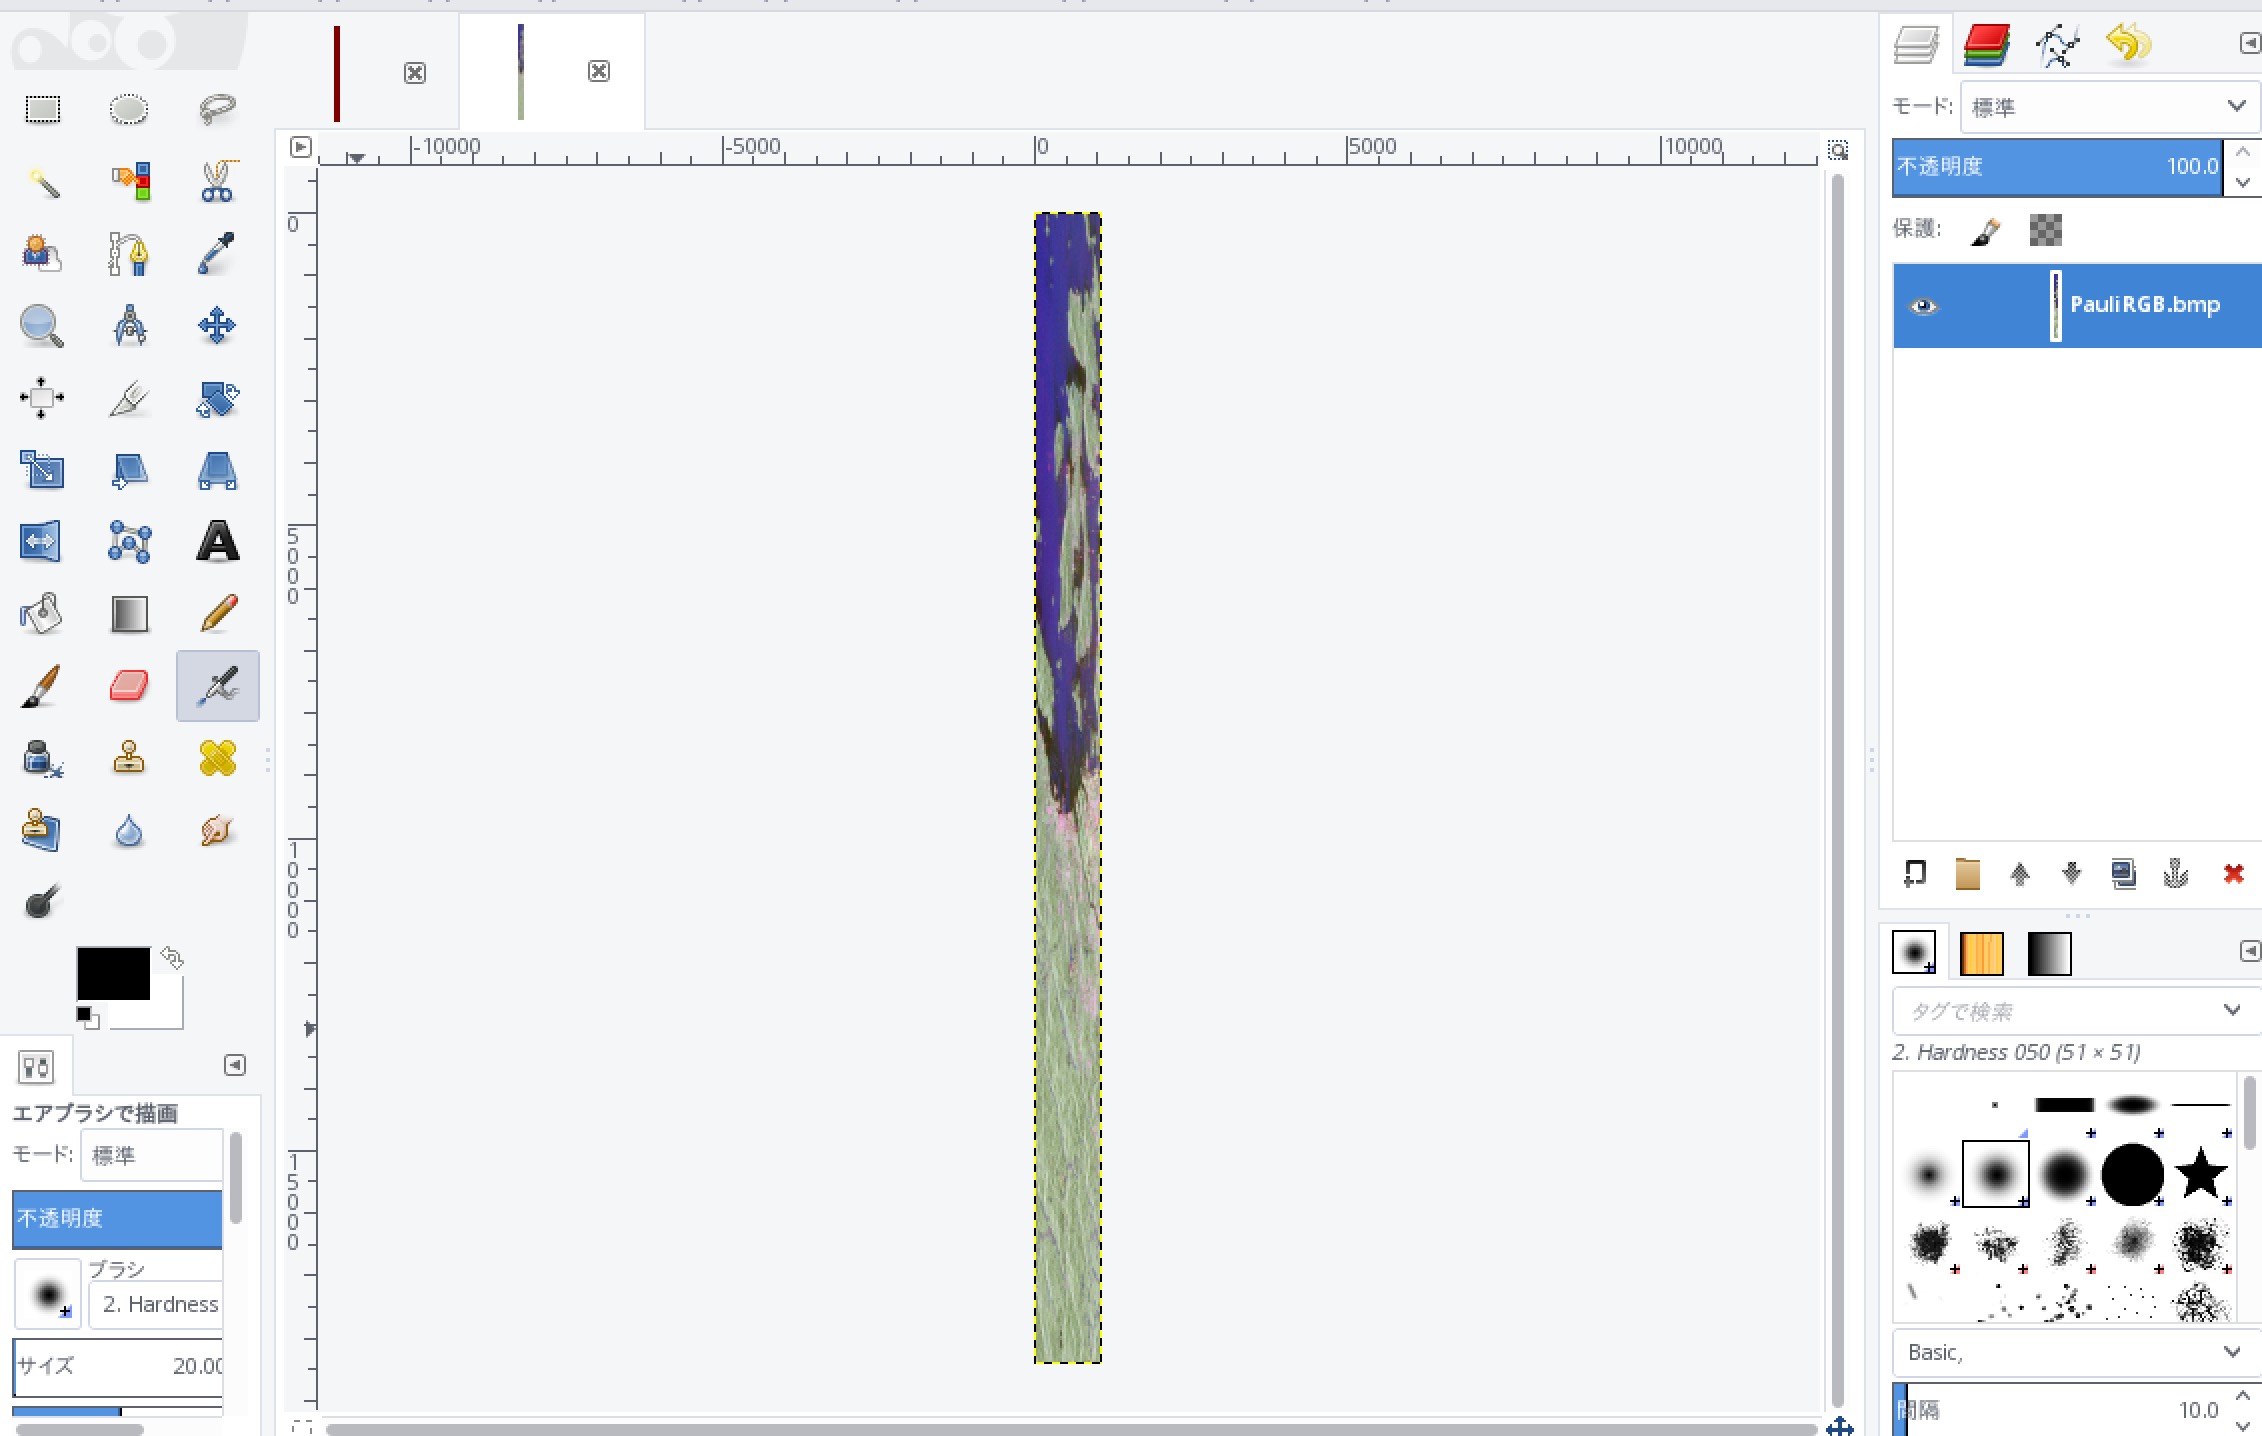 -10000 -5000 0 5000 10000
0
5000
10000
15000
エアブラシで描画
モード: 標準
不透明度
ブラシ
2. Hardness
サイズ 20.00
モード: 標準
不透明度 100.0
保護:
PauliRGB.bmp
タグで検索
2. Hardness 050 (51 × 51)
Basic,
間隔 10.0